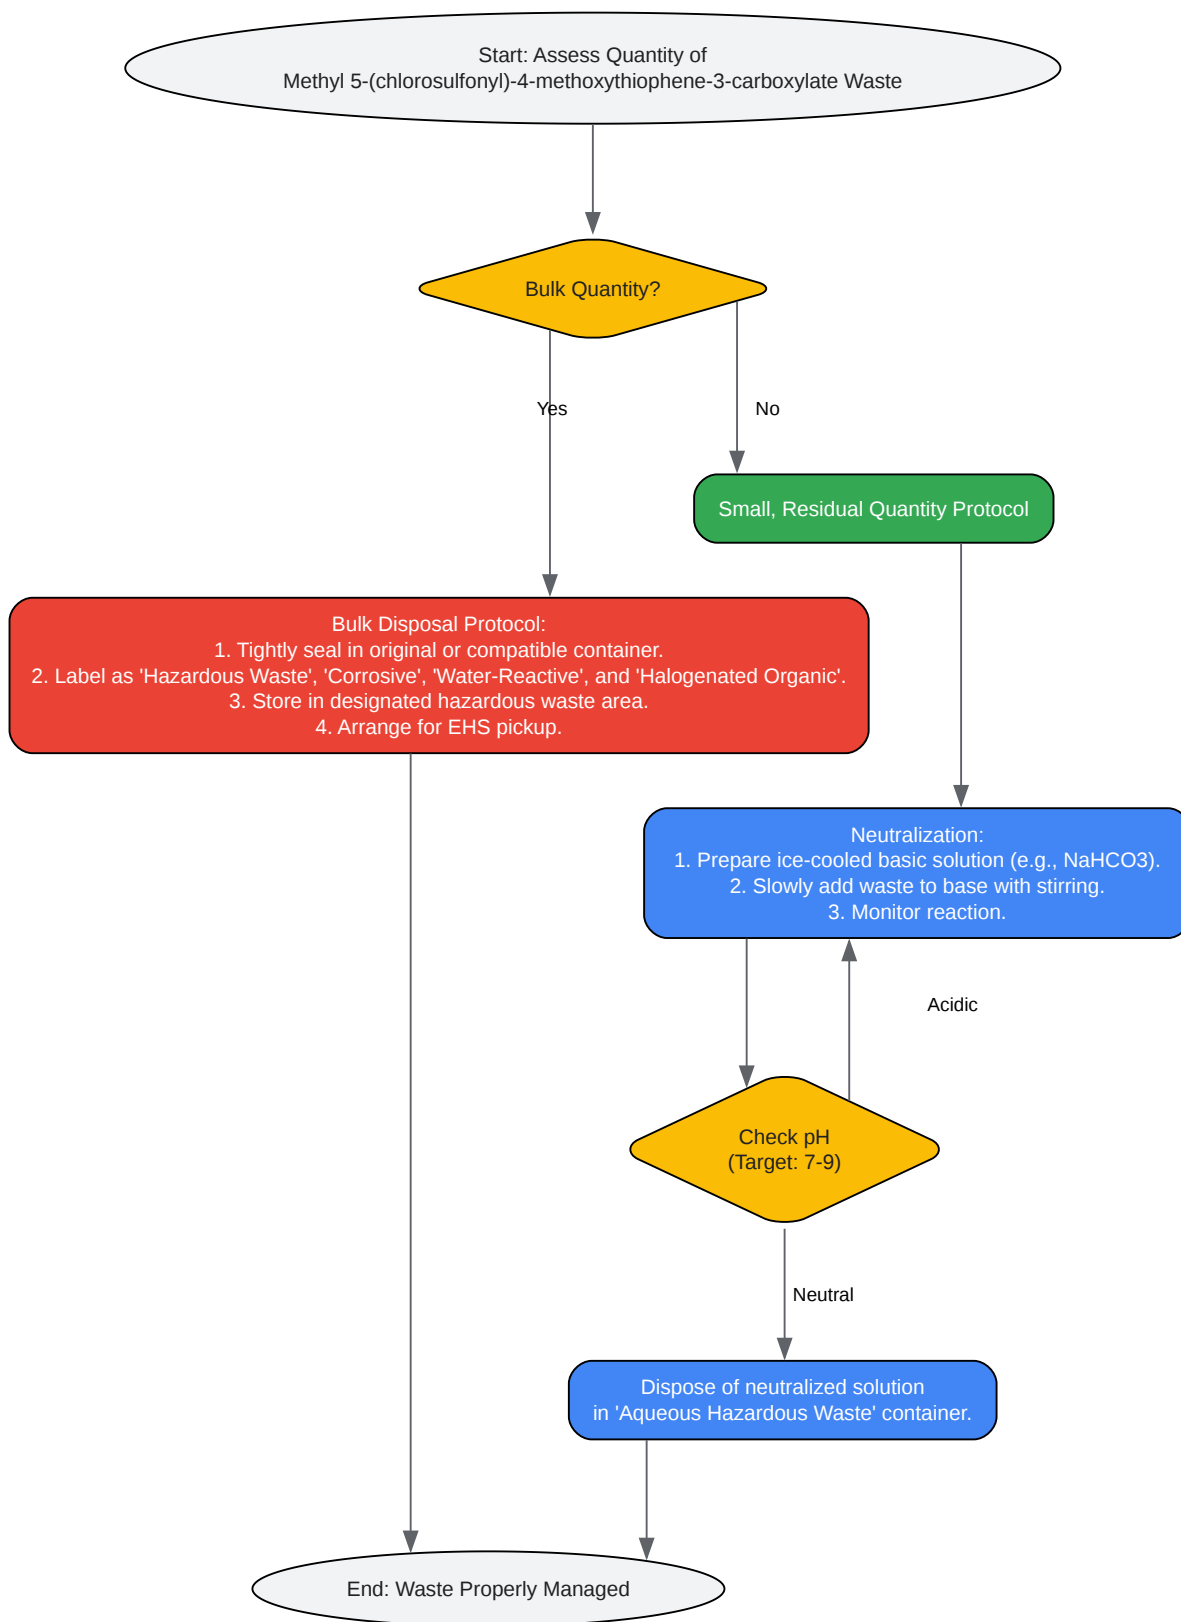 Start: Assess Quantity of
Methyl 5-(chlorosulfonyl)-4-methoxythiophene-3-carboxylate Waste
Bulk Quantity?
Yes
No
Small, Residual Quantity Protocol
Bulk Disposal Protocol:
1. Tightly seal in original or compatible container.
2. Label as 'Hazardous Waste', 'Corrosive', 'Water-Reactive', and 'Halogenated Organic'.
3. Store in designated hazardous waste area.
4. Arrange for EHS pickup.
Neutralization:
1. Prepare ice-cooled basic solution (e.g., NaHCO3).
2. Slowly add waste to base with stirring.
3. Monitor reaction.
Acidic
Check pH
(Target: 7-9)
Neutral
Dispose of neutralized solution
in 'Aqueous Hazardous Waste' container.
End: Waste Properly Managed